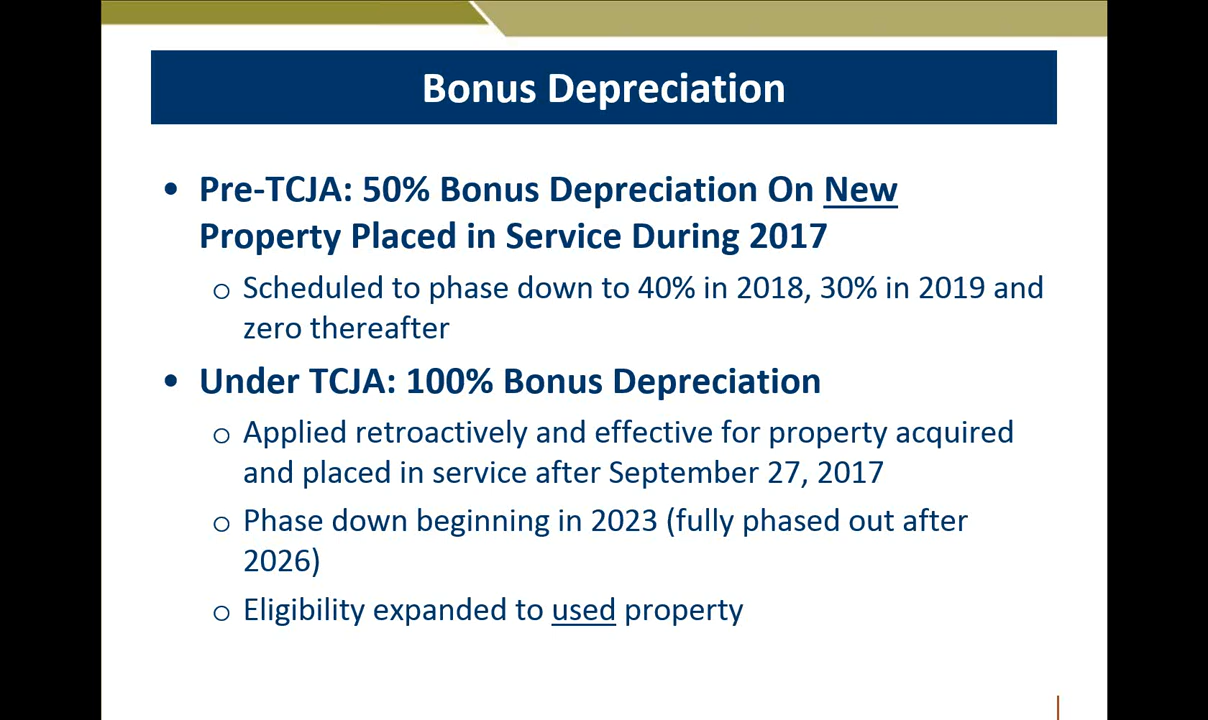 Bonus Depreciation
• Pre-TCJA: 50% Bonus Depreciation On New
Property Placed in Service During 2017
o Scheduled to phase down to 40% in 2018, 30% in 2019 and
zero thereafter
• Under TCJA: 100% Bonus Depreciation
o Applied retroactively and effective for property acquired
and placed in service after September 27, 2017
o Phase down beginning in 2023 (fully phased out after
2026)
o Eligibility expanded to used property